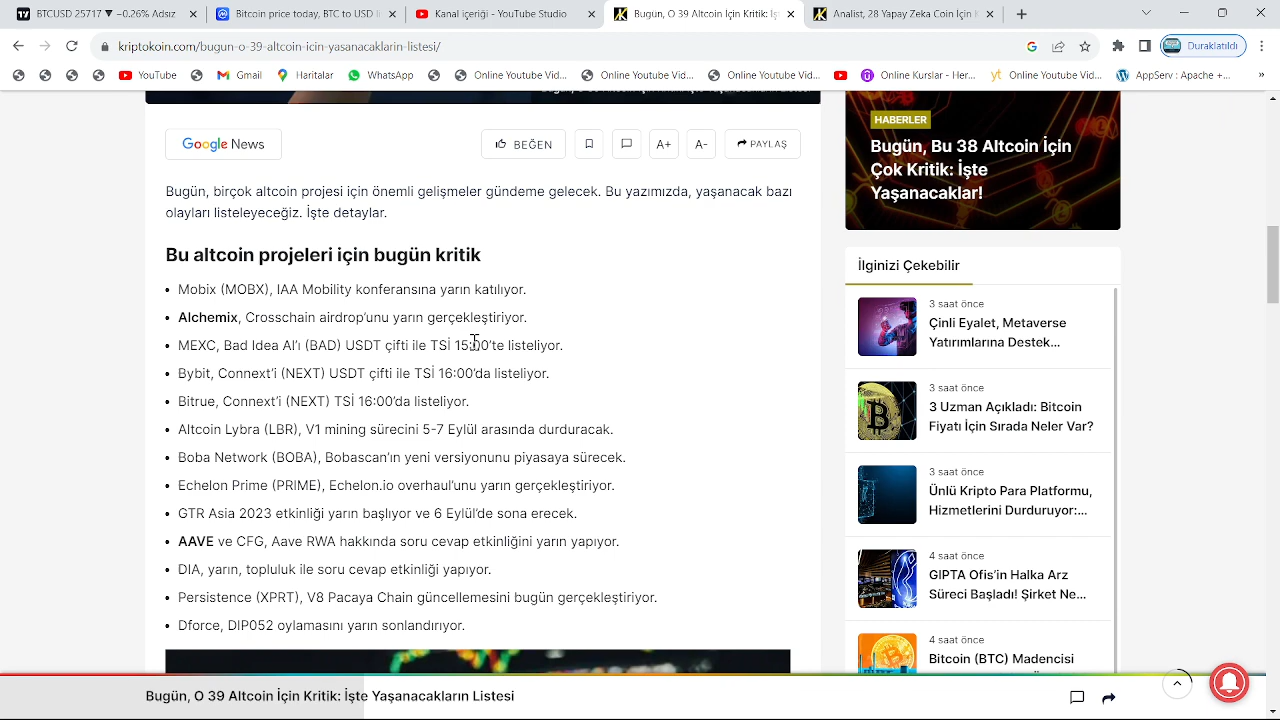 BTCUSD 25717 ▼ −0.26% Adsız
Bitcoin price today, BTC to USD li
Kanal içeriği - YouTube Studio
Bugün, O 39 Altcoin İçin Kritik: İşt
Analist, 28 Yapay Zeka Coin İçin K
kriptokoin.com/bugun-o-39-altcoin-icin-yasanacaklarin-listesi/
Duraklatıldı
YouTube
Gmail
Haritalar
WhatsApp
Online Youtube Vid...
Online Youtube Vid...
Online Youtube Vid...
Online Kurslar - Her...
yt Online Youtube Vid...
AppServ : Apache +...
»
Google News
BEĞEN
A+
A-
PAYLAŞ
Bugün, birçok altcoin projesi için önemli gelişmeler gündeme gelecek. Bu yazımızda, yaşanacak bazı
olayları listeleyeceğiz. İşte detaylar.
Bu altcoin projeleri için bugün kritik
• Mobix (MOBX), IAA Mobility konferansına yarın katılıyor.
• Alchemix, Crosschain airdrop’unu yarın gerçekleştiriyor.
• MEXC, Bad Idea AI’ı (BAD) USDT çifti ile TSİ 15:00’te listeliyor.
• Bybit, Connext’i (NEXT) USDT çifti ile TSİ 16:00’da listeliyor.
• Bitrue, Connext’i (NEXT) TSİ 16:00’da listeliyor.
• Altcoin Lybra (LBR), V1 mining sürecini 5-7 Eylül arasında durduracak.
• Boba Network (BOBA), Bobascan’ın yeni versiyonunu piyasaya sürecek.
• Echelon Prime (PRIME), Echelon.io overhaul’unu yarın gerçekleştiriyor.
• GTR Asia 2023 etkinliği yarın başlıyor ve 6 Eylül’de sona erecek.
• AAVE ve CFG, Aave RWA hakkında soru cevap etkinliğini yarın yapıyor.
• DIA, yarın, topluluk ile soru cevap etkinliği yapıyor.
• Persistence (XPRT), V8 Ithaca Chain güncellemesini bugün gerçekleştiriyor.
• Dforce, DIP052 oylamasını yarın sonlandırıyor.
HABERLER
Bugün, Bu 38 Altcoin İçin
Çok Kritik: İşte
Yaşanacaklar!
İlginizi Çekebilir
3 saat önce
Çinli Eyalet, Metaverse
Yatırımlarına Destek...
3 saat önce
3 Uzman Açıkladı: Bitcoin
Fiyatı İçin Sırada Neler Var?
3 saat önce
Ünlü Kripto Para Platformu,
Hizmetlerini Durduruyor:...
4 saat önce
GIPTA Ofis’in Halka Arz
Süreci Başladı! Şirket Ne...
4 saat önce
Bitcoin (BTC) Madencisi
Bugün, O 39 Altcoin İçin Kritik: İşte Yaşanacakların Listesi